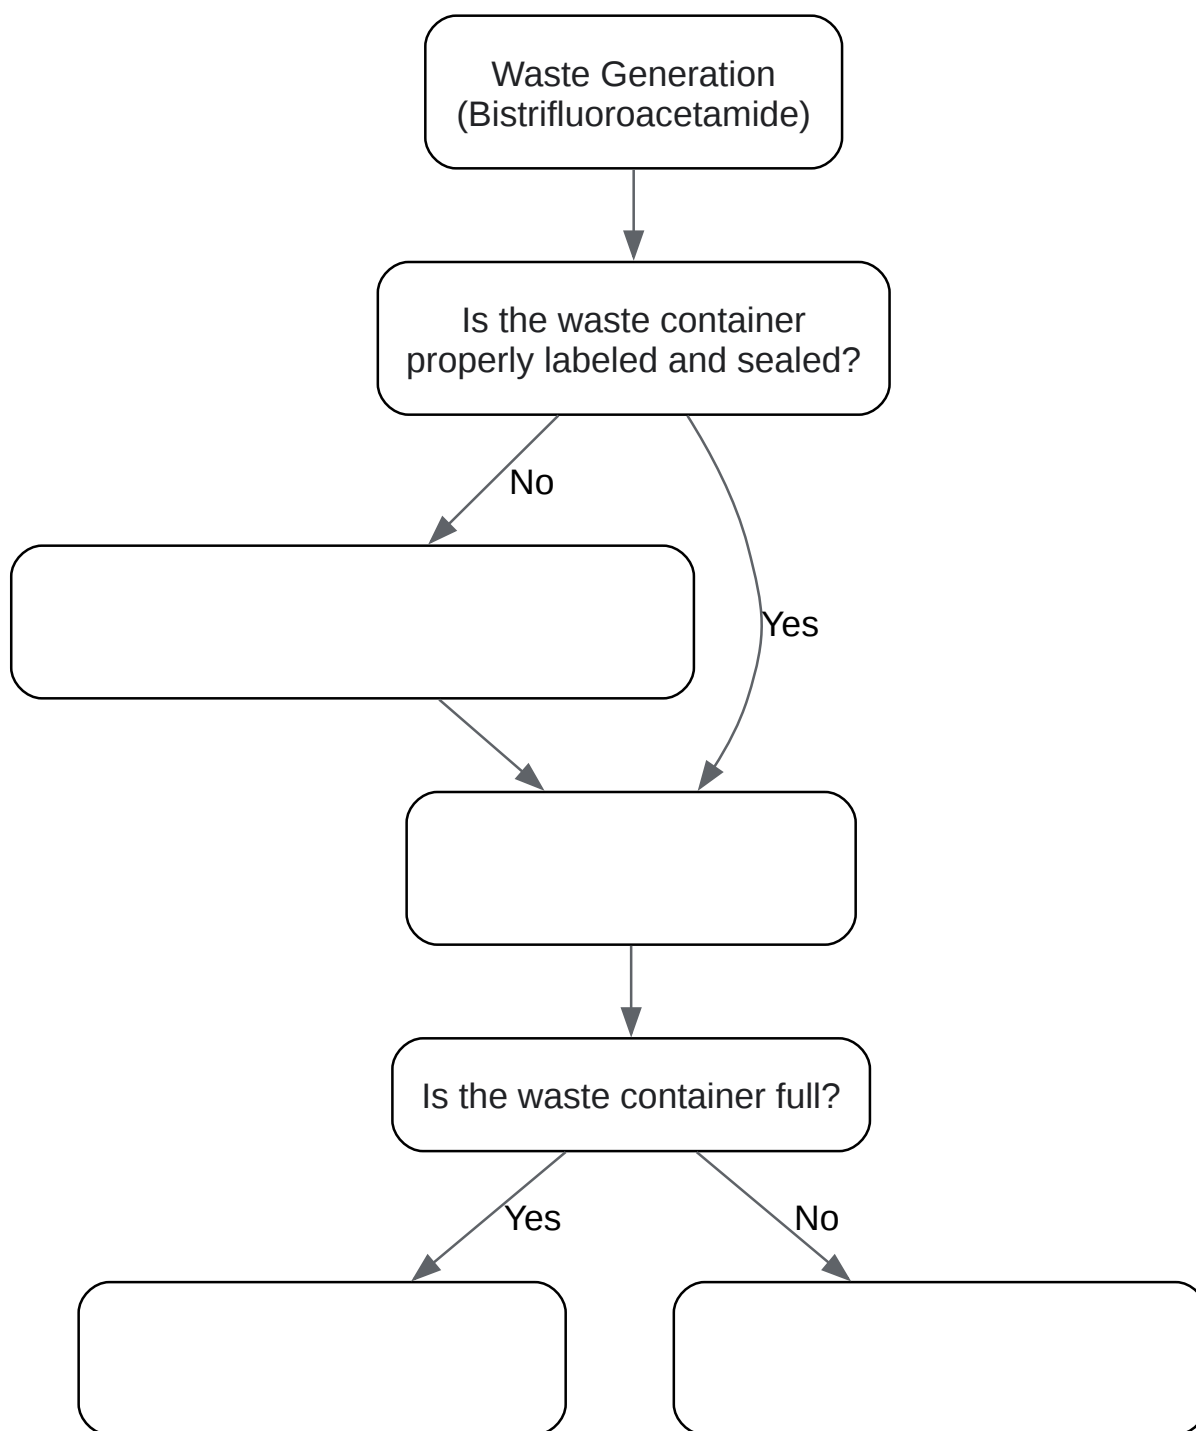 Waste Generation
(Bistrifluoroacetamide)
Is the waste container
properly labeled and sealed?
No
Yes
Is the waste container full?
Yes
No